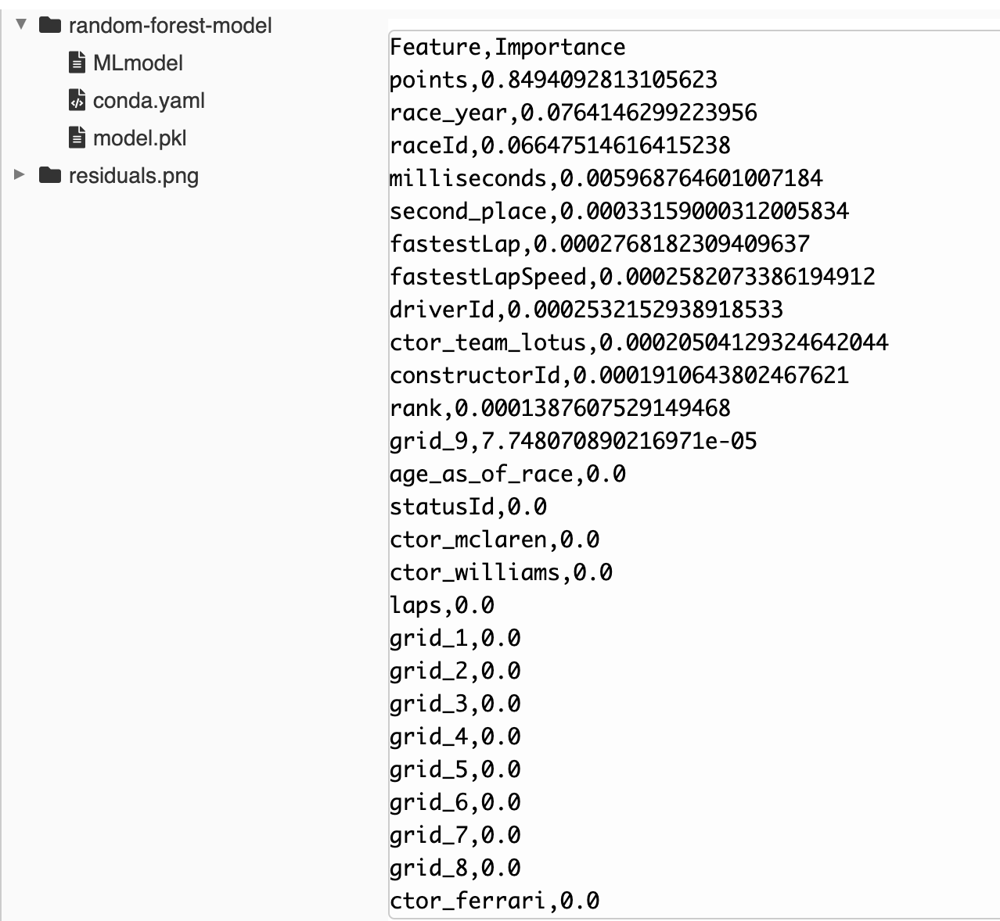 random-forest-model
MLmodel
conda.yaml
model.pkl
residuals.png
Feature,Importance
points,0.8494092813105623
race_year,0.0764146299223956
raceId,0.06647514616415238
milliseconds,0.005968764601007184
second_place,0.00033159000312005834
fastestLap,0.0002768182309409637
fastestLapSpeed,0.0002582073386194912
driverId,0.0002532152938918533
ctor_team_lotus,0.00020504129324642044
constructorId,0.0001910643802467621
rank,0.0001387607529149468
grid_9,7.748070890216971e-05
age_as_of_race,0.0
statusId,0.0
ctor_mclaren,0.0
ctor_williams,0.0
laps,0.0
grid_1,0.0
grid_2,0.0
grid_3,0.0
grid_4,0.0
grid_5,0.0
grid_6,0.0
grid_7,0.0
grid_8,0.0
ctor_ferrari,0.0